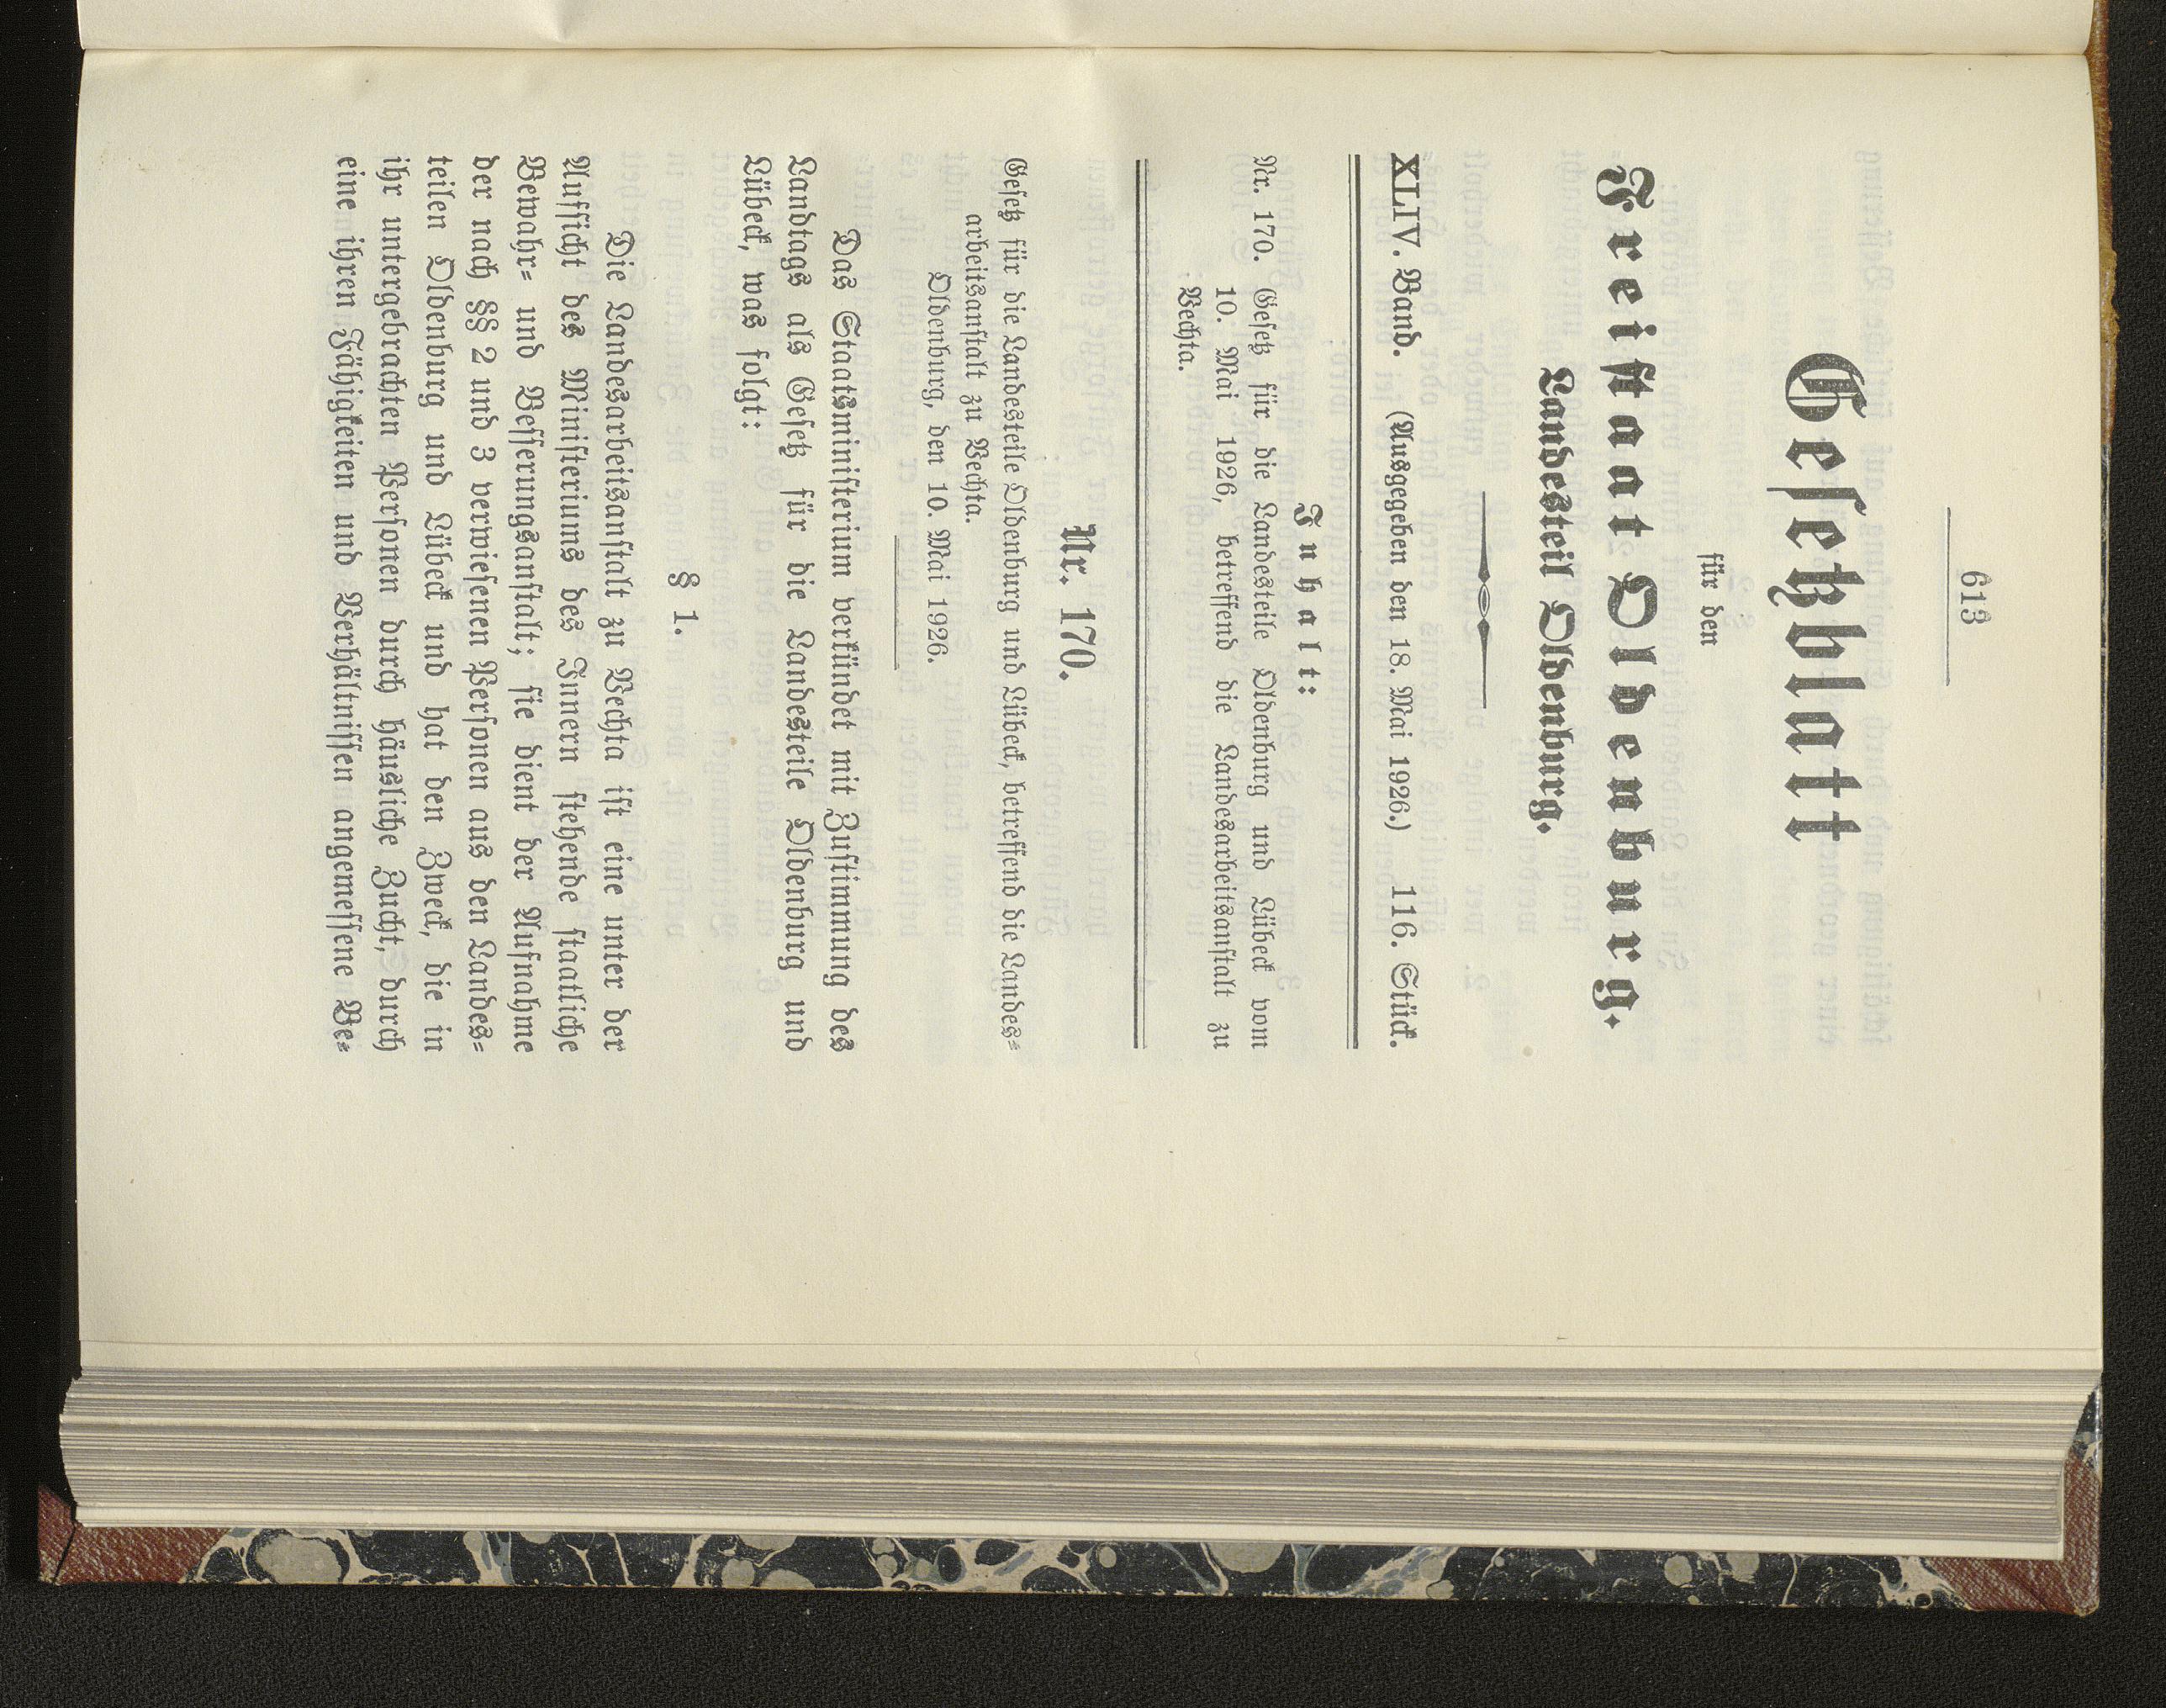 613
Gesetzblatt
für den
Freistaat Oldenburg.
Landesteil Oldenburg.
XLIV. Band. (Ausgegeben den 18. Mai 1926.) 116. Stück.
Inhalt:
Nr. 170. Gesetz für die Landesteile Oldenburg und Lübeck vom
10. Mai 1926, betreffend die Landesarbeitsanstalt zu
Vechta.
Nr. 170.
Gesetz für die Landesteile Oldenburg und Lübeck, betreffend die Landes-
arbeitsanstalt zu Vechta.
Oldenburg, den 10. Mai 1926.
Das Staatsministerium verkündet mit Zustimmung des
Landtags als Gesetz für die Landesteile Oldenburg und
Lübeck, was folgt:
§ 1.
Die Landesarbeitsanstalt zu Vechta ist eine unter der
Aufsicht des Ministeriums des Innern stehende staatliche
Bewahr- und Besserungsanstalt; sie dient der Aufnahme
der nach §§ 2 und 3 verwiesenen Personen aus den Landes-
teilen Oldenburg und Lübeck und hat den Zweck, die in
ihr untergebrachten Personen durch häusliche Zucht, durch
eine ihren Fähigkeiten und Verhältnissen angemessene Be-